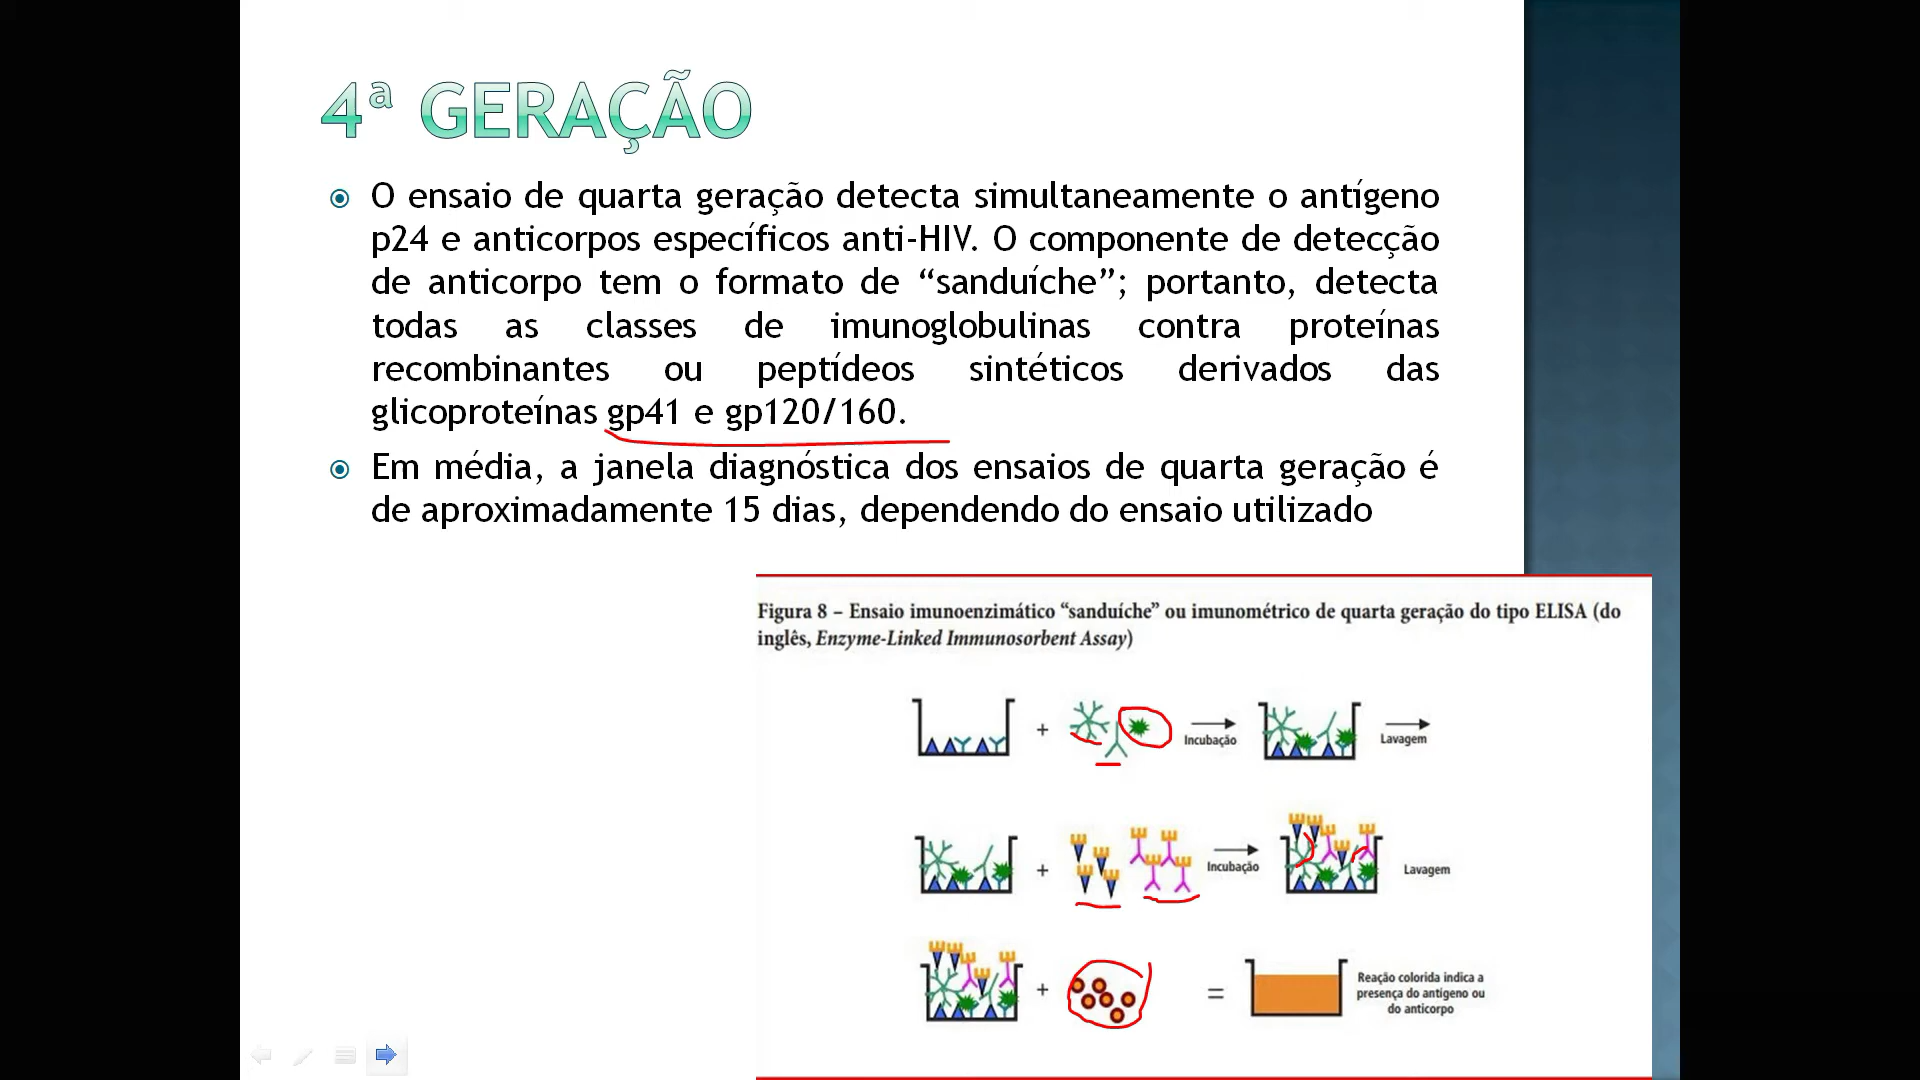 4ª GERAÇÃO
O ensaio de quarta geração detecta simultaneamente o antígeno
p24 e anticorpos específicos anti-HIV. O componente de detecção
de anticorpo tem o formato de “sanduíche”; portanto, detecta
todas as classes de imunoglobulinas contra proteínas
recombinantes ou peptídeos sintéticos derivados das
glicoproteínas gp41 e gp120/160.
Em média, a janela diagnóstica dos ensaios de quarta geração é
de aproximadamente 15 dias, dependendo do ensaio utilizado
Figura 8 – Ensaio imunoenzimático “sanduíche” ou imunométrico de quarta geração do tipo ELISA (do
inglês, Enzyme-Linked Immunosorbent Assay)
+
Incubação
Lavagem
+
Incubação
Lavagem
+
=
Reação colorida indica a
presença do antígeno ou
do anticorpo